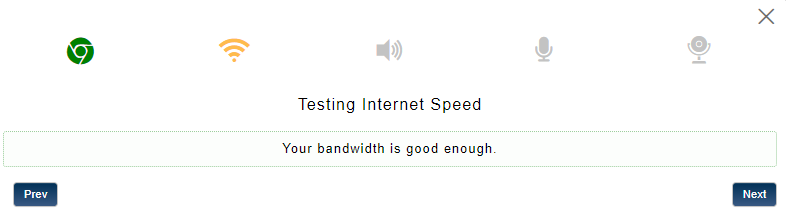 Testing Internet Speed
Your bandwidth is good enough.
Prev
Next